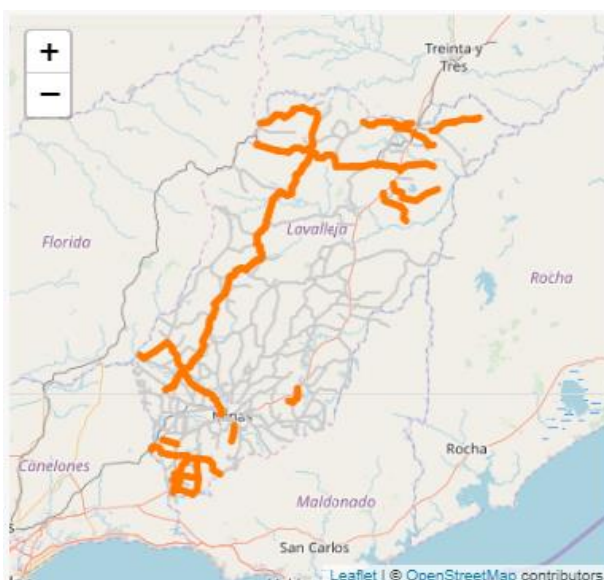 +
−
Treinta y
Tres
Lavalleja
Florida
Rocha
Canelones
Rocha
Maldonado
San Carlos
Leaflet | © OpenStreetMap contributors